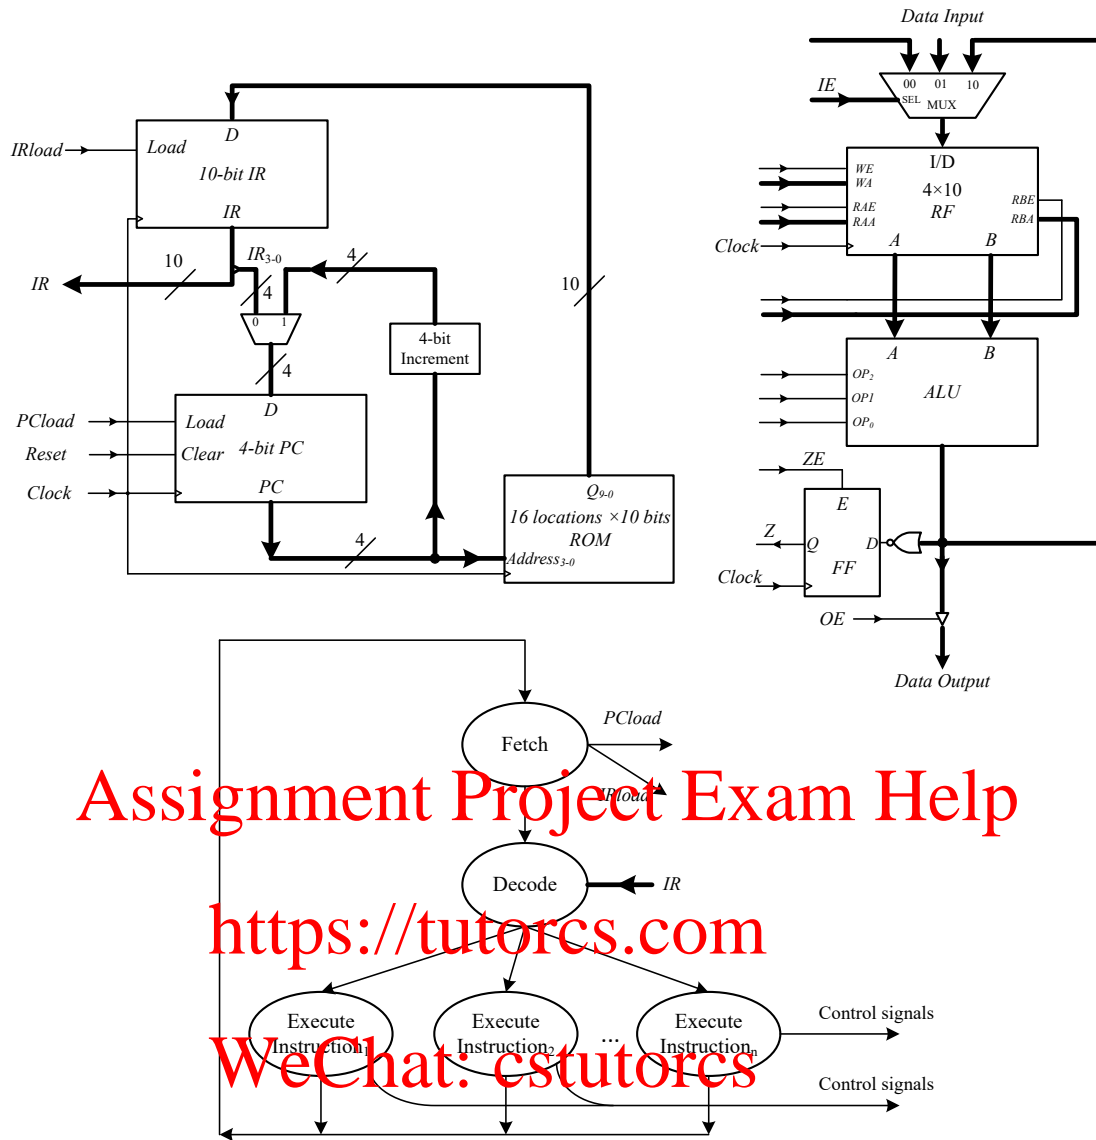 Data Input
00 01 10
IE
SEL MUX
D
IRload
Load
10-bit IR
IR
I/D
4×10
RF
WE
WA
RAE
RAA
RBE
RBA
Clock
A B
10
IR
IR3-0
4
4
10
0 1
4-bit
Increment
4
A B
ALU
OP2
OP1
OP0
PCload
Reset
Clock
D
Load
Clear
4-bit PC
PC
4
Q9-0
16 locations ×10 bits
ROM
Address3-0
ZE
E
Z
Q
D
FF
Clock
OE
Data Output
Fetch
PCload
IRload
Assignment Project Exam Help
Decode
IR
https://tutorcs.com
Execute
Instruction1
Execute
Instruction2
...
Execute
Instructionn
Control signals
WeChat: cstutorcs
Control signals